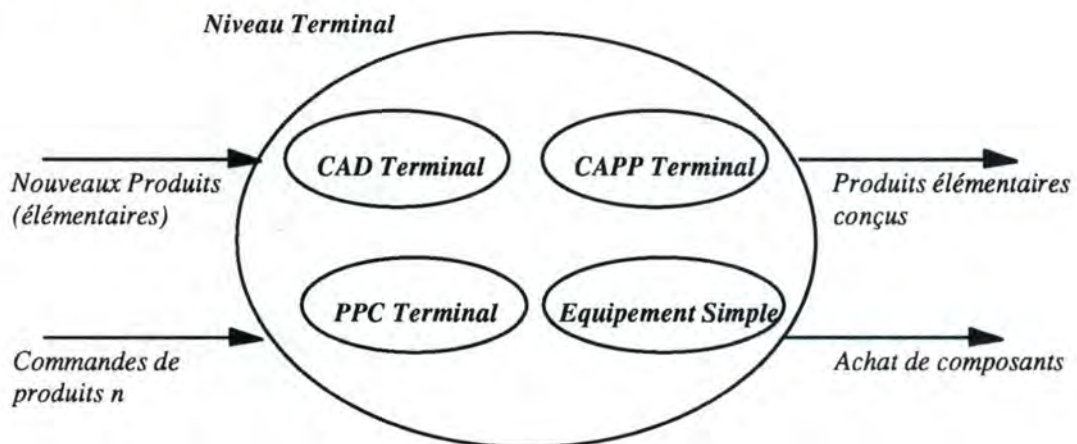 Niveau Terminal
CAD Terminal
CAPP Terminal
Nouveaux Produits
(élémentaires)
Produits élémentaires
conçus
PPC Terminal
Equipement Simple
Commandes de
produits n
Achat de composants